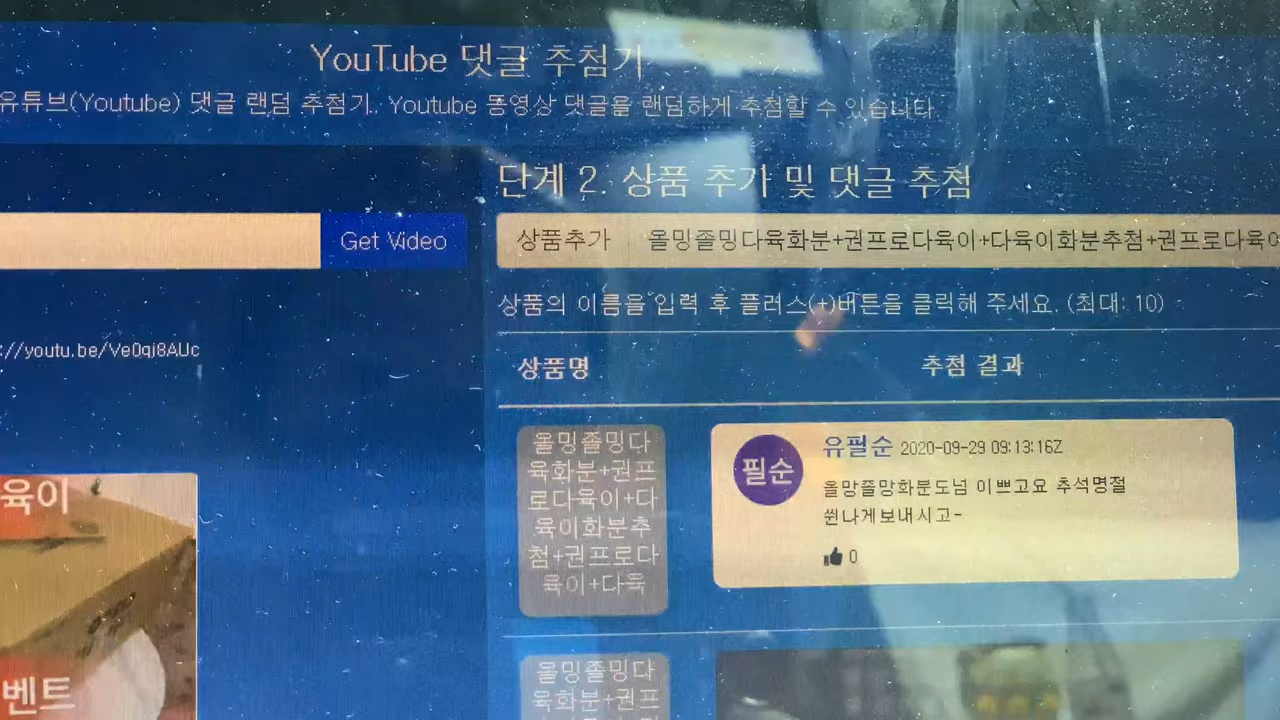 YouTube 댓글 추첨기
유튜브(Youtube) 댓글 랜덤 추첨기. Youtube 동영상 댓글을 랜덤하게 추첨할 수 있습니다.
Get Video
://youtu.be/Ve0qi8AUc
육이
벤트
단계 2. 상품 추가 및 댓글 추첨
상품추가 올밍졸밍다육화분+권프로다육이+다육이화분추첨+권프로다육
상품의 이름을 입력 후 플러스(+)버튼을 클릭해 주세요. (최대: 10)
상품명 추첨 결과
올밍졸밍다
육화분+권프
로다육이+다
육이화분추
첨+권프로다
육이+다육
필순
유필순 2020-09-29 09:13:16Z
올망졸망화분도넘 이쁘고요 추석명절
쒼나게보내시고~
0
올밍졸밍다
육화분+권프